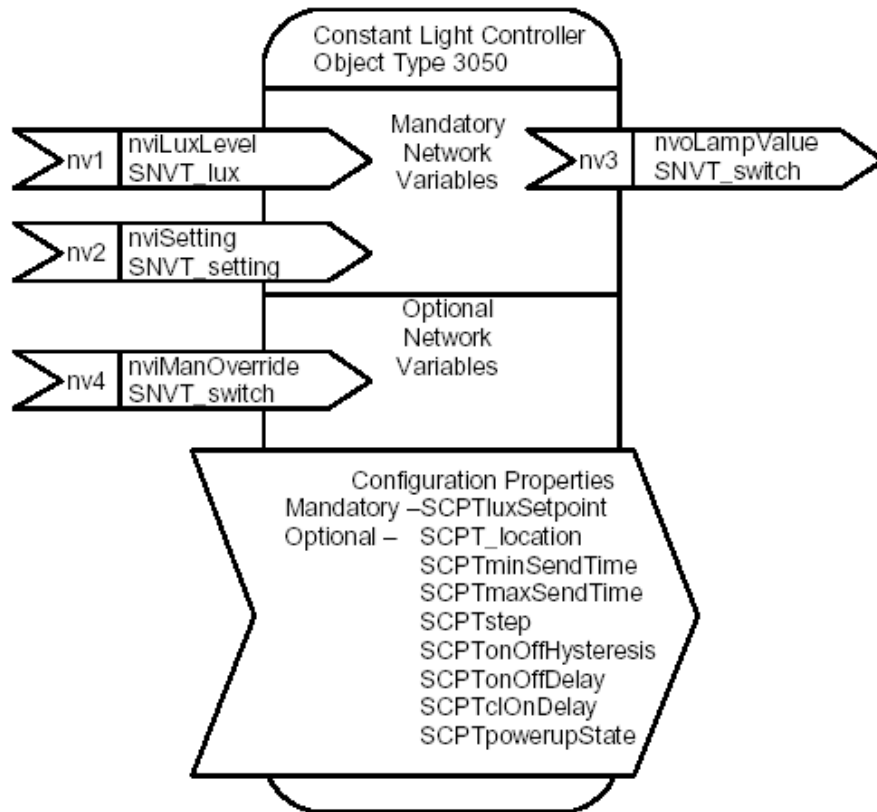 Constant Light Controller
Object Type 3050
Mandatory
Network
Variables
nv1
nviLuxLevel
SNVT_lux
nv3
nvoLampValue
SNVT_switch
nv2
nviSetting
SNVT_setting
Optional
Network
Variables
nv4
nviManOverride
SNVT_switch
Configuration Properties
Mandatory –SCPTluxSetpoint
Optional – SCPT_location
SCPTminSendTime
SCPTmaxSendTime
SCPTstep
SCPTonOffHysteresis
SCPTonOffDelay
SCPTclOnDelay
SCPTpowerupState